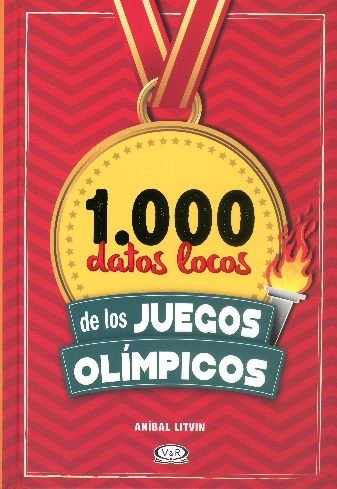 1.000
datos locos
de los JUEGOS
OLÍMPICOS
ANÍBAL LITVIN
V&R